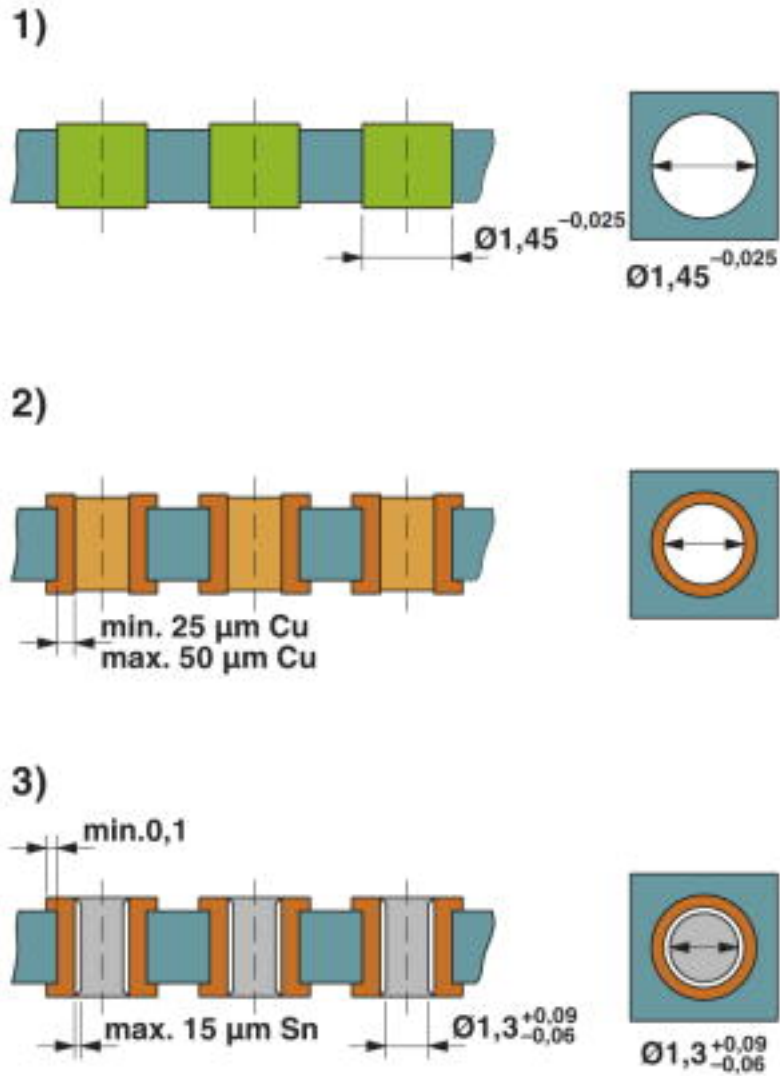 1)
Ø1,45 −0,025
Ø1,45 −0,025
2)
min. 25 µm Cu
max. 50 µm Cu
3)
min.0,1
max. 15 µm Sn
Ø1,3 +0,09 −0,06
Ø1,3 +0,09 −0,06